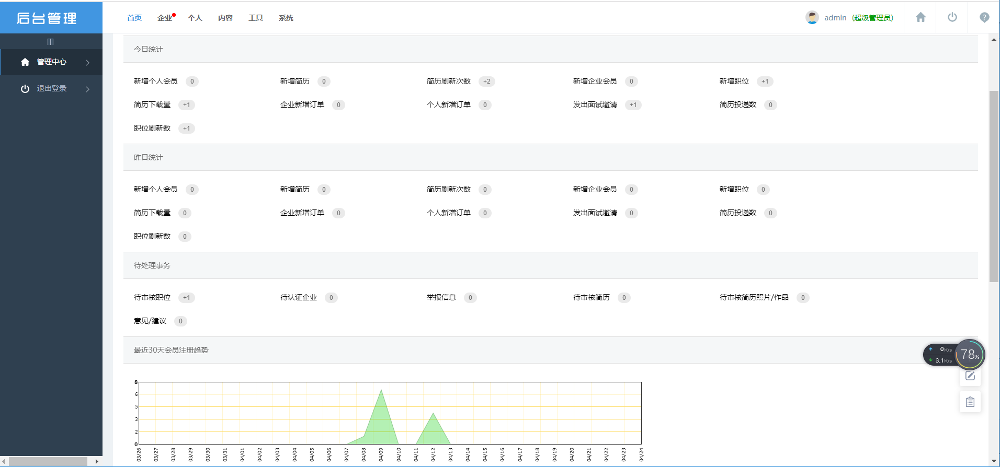 后台管理
首页 企业 个人 内容 工具 系统
admin (超级管理员)
管理中心
退出登录
今日统计
新增个人会员 0 新增简历 0 简历刷新次数 +2 新增企业会员 0 新增职位 +1
简历下载量 +1 企业新增订单 0 个人新增订单 0 发出面试邀请 +1 简历投递数 0
职位刷新数 +1
昨日统计
新增个人会员 0 新增简历 0 简历刷新次数 0 新增企业会员 0 新增职位 0
简历下载量 0 企业新增订单 0 个人新增订单 0 发出面试邀请 0 简历投递数 0
职位刷新数 0
待处理事务
待审核职位 +1 待认证企业 0 举报信息 0 待审核简历 0 待审核简历照片/作品 0
意见/建议 0
最近30天会员注册趋势
0K/s
3.1K/s
78%
8
6
5
3
2
0
03/26 03/27 03/28 03/29 03/30 03/31 04/01 04/02 04/03 04/04 04/05 04/06 04/07 04/08 04/09 04/10 04/11 04/12 04/13 04/14 04/15 04/16 04/17 04/18 04/19 04/20 04/21 04/22 04/23 04/24